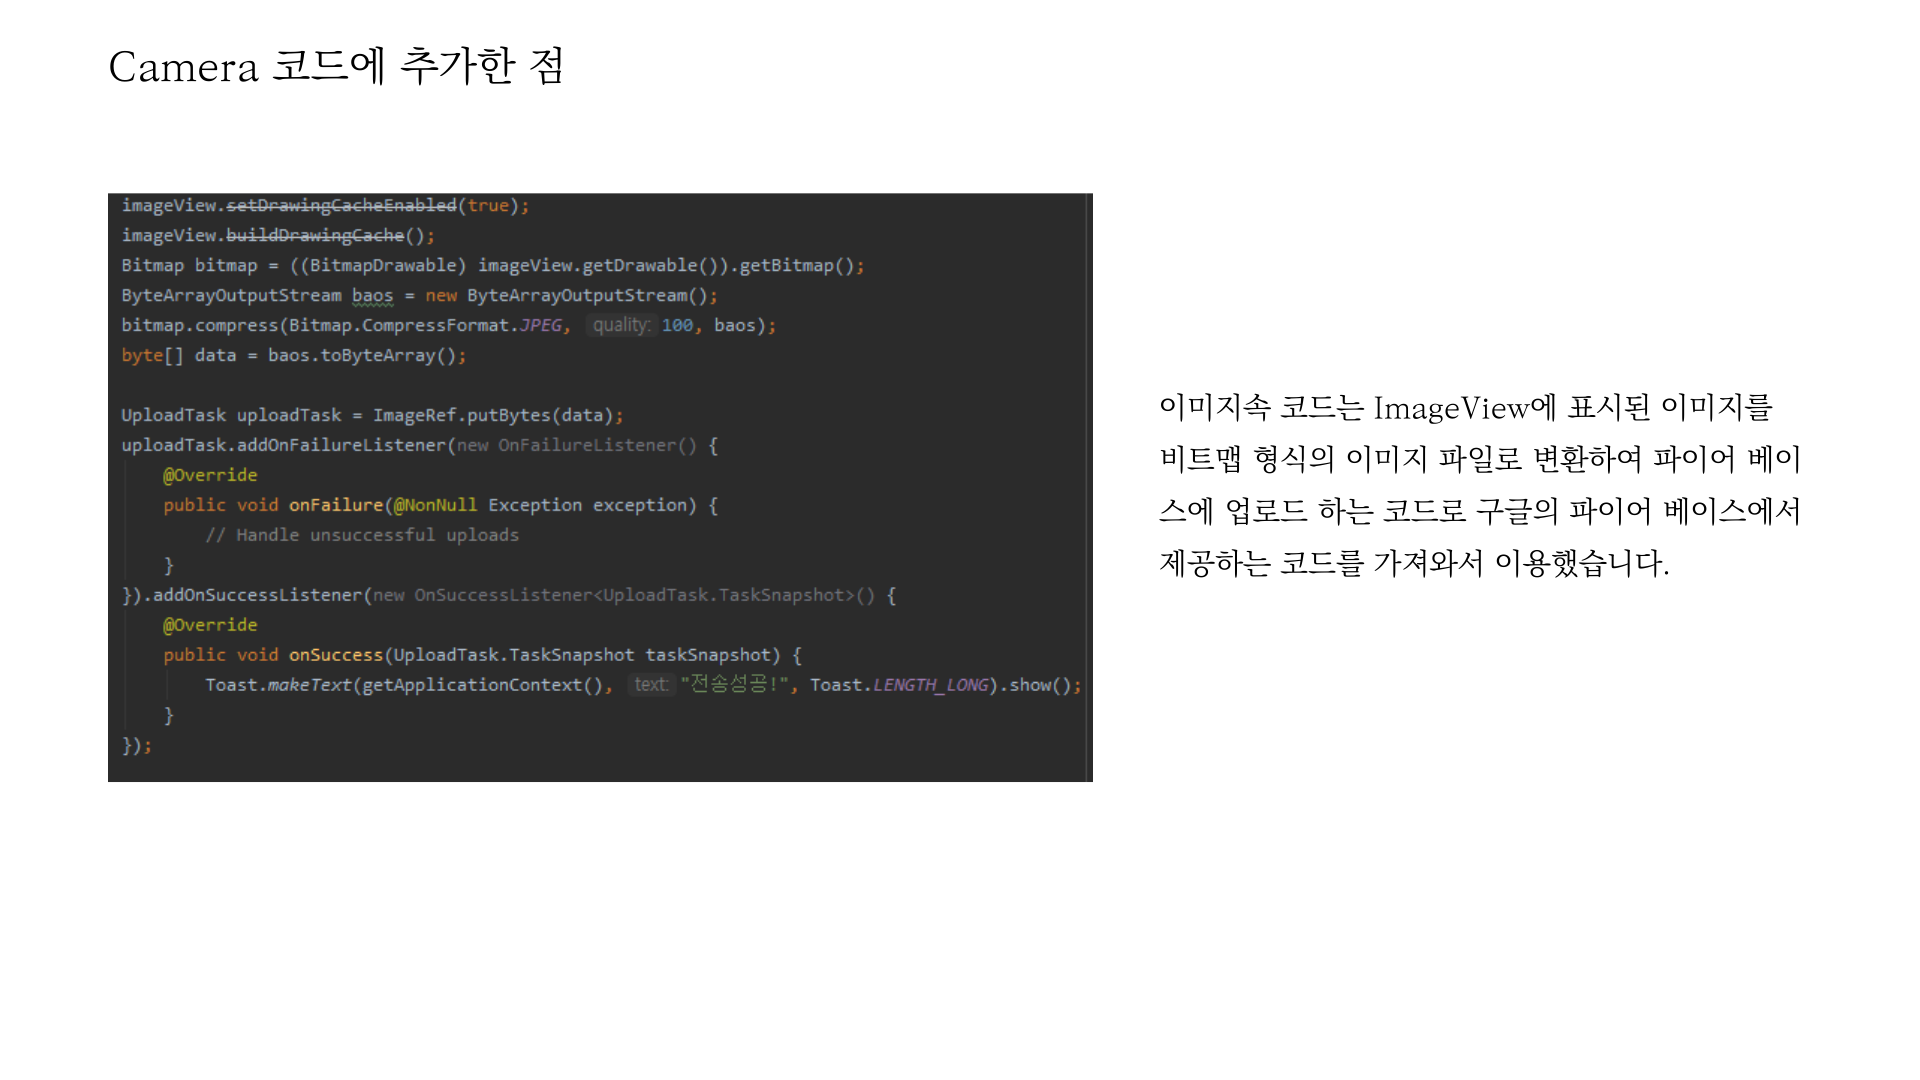 Camera 코드에 추가한 점
imageView.setDrawingCacheEnabled(true);
imageView.buildDrawingCache();
Bitmap bitmap = ((BitmapDrawable) imageView.getDrawable()).getBitmap();
ByteArrayOutputStream baos = new ByteArrayOutputStream();
bitmap.compress(Bitmap.CompressFormat.JPEG, quality: 100, baos);
byte[] data = baos.toByteArray();
UploadTask uploadTask = ImageRef.putBytes(data);
uploadTask.addOnFailureListener(new OnFailureListener() {
@Override
public void onFailure(@NonNull Exception exception) {
// Handle unsuccessful uploads
}
}).addOnSuccessListener(new OnSuccessListener<UploadTask.TaskSnapshot>() {
@Override
public void onSuccess(UploadTask.TaskSnapshot taskSnapshot) {
Toast.makeText(getApplicationContext(), text: "전송성공!", Toast.LENGTH_LONG).show();
}
});
이미지속 코드는 ImageView에 표시된 이미지를
비트맵 형식의 이미지 파일로 변환하여 파이어 베이
스에 업로드 하는 코드로 구글의 파이어 베이스에서
제공하는 코드를 가져와서 이용했습니다.